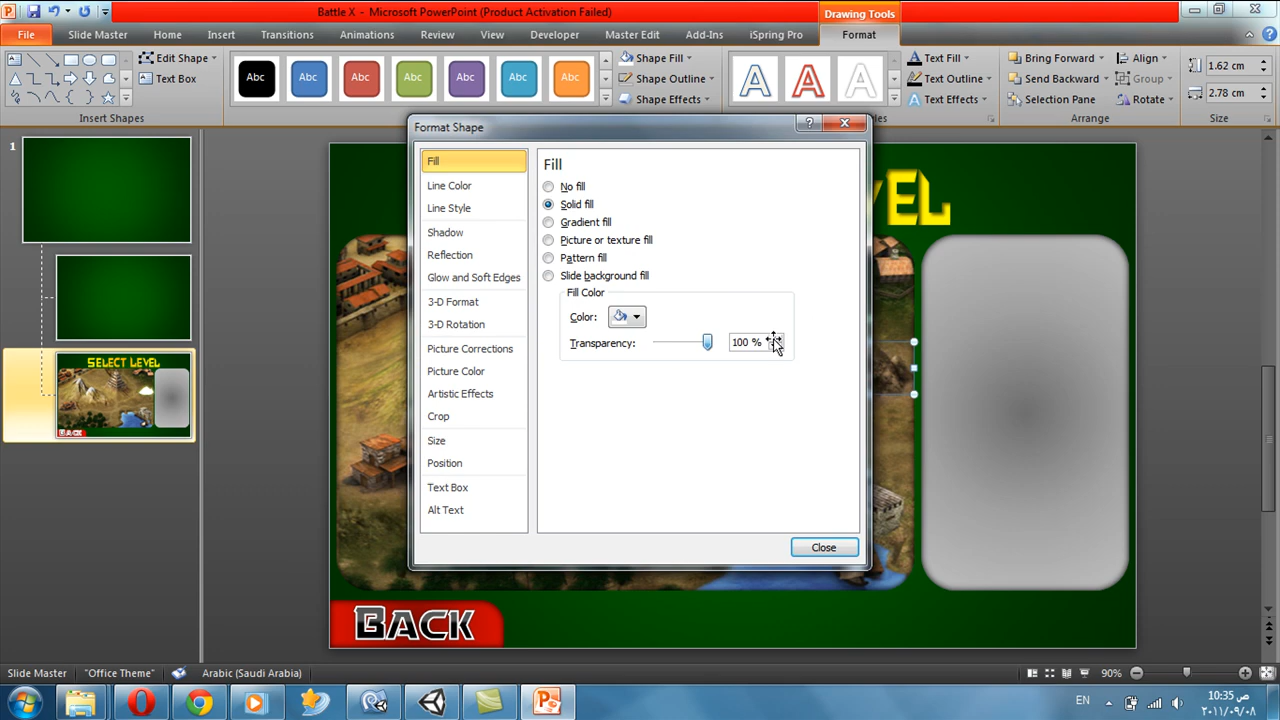 Battle X - Microsoft PowerPoint (Product Activation Failed)
Drawing Tools
File Slide Master Home Insert Transitions Animations Review View Developer Master Edit Add-Ins iSpring Pro Format
Edit Shape
Text Box
Insert Shapes
Abc Abc Abc Abc Abc Abc Abc
Shape Fill
Shape Outline
Shape Effects
A A A
Text Fill
Text Outline
Text Effects
Bring Forward
Send Backward
Selection Pane
Align
Group
Rotate
Arrange
1.62 cm
2.78 cm
Size
1
SELECT LEVEL
BACK
Format Shape
Fill
Line Color
Line Style
Shadow
Reflection
Glow and Soft Edges
3-D Format
3-D Rotation
Picture Corrections
Picture Color
Artistic Effects
Crop
Size
Position
Text Box
Alt Text
Fill
No fill
Solid fill
Gradient fill
Picture or texture fill
Pattern fill
Slide background fill
Fill Color
Color:
Transparency:
100 %
Close
BACK
Slide Master
"Office Theme"
Arabic (Saudi Arabia)
90%
EN
10:35 ص
٢٠١١/٠٩/٠٨